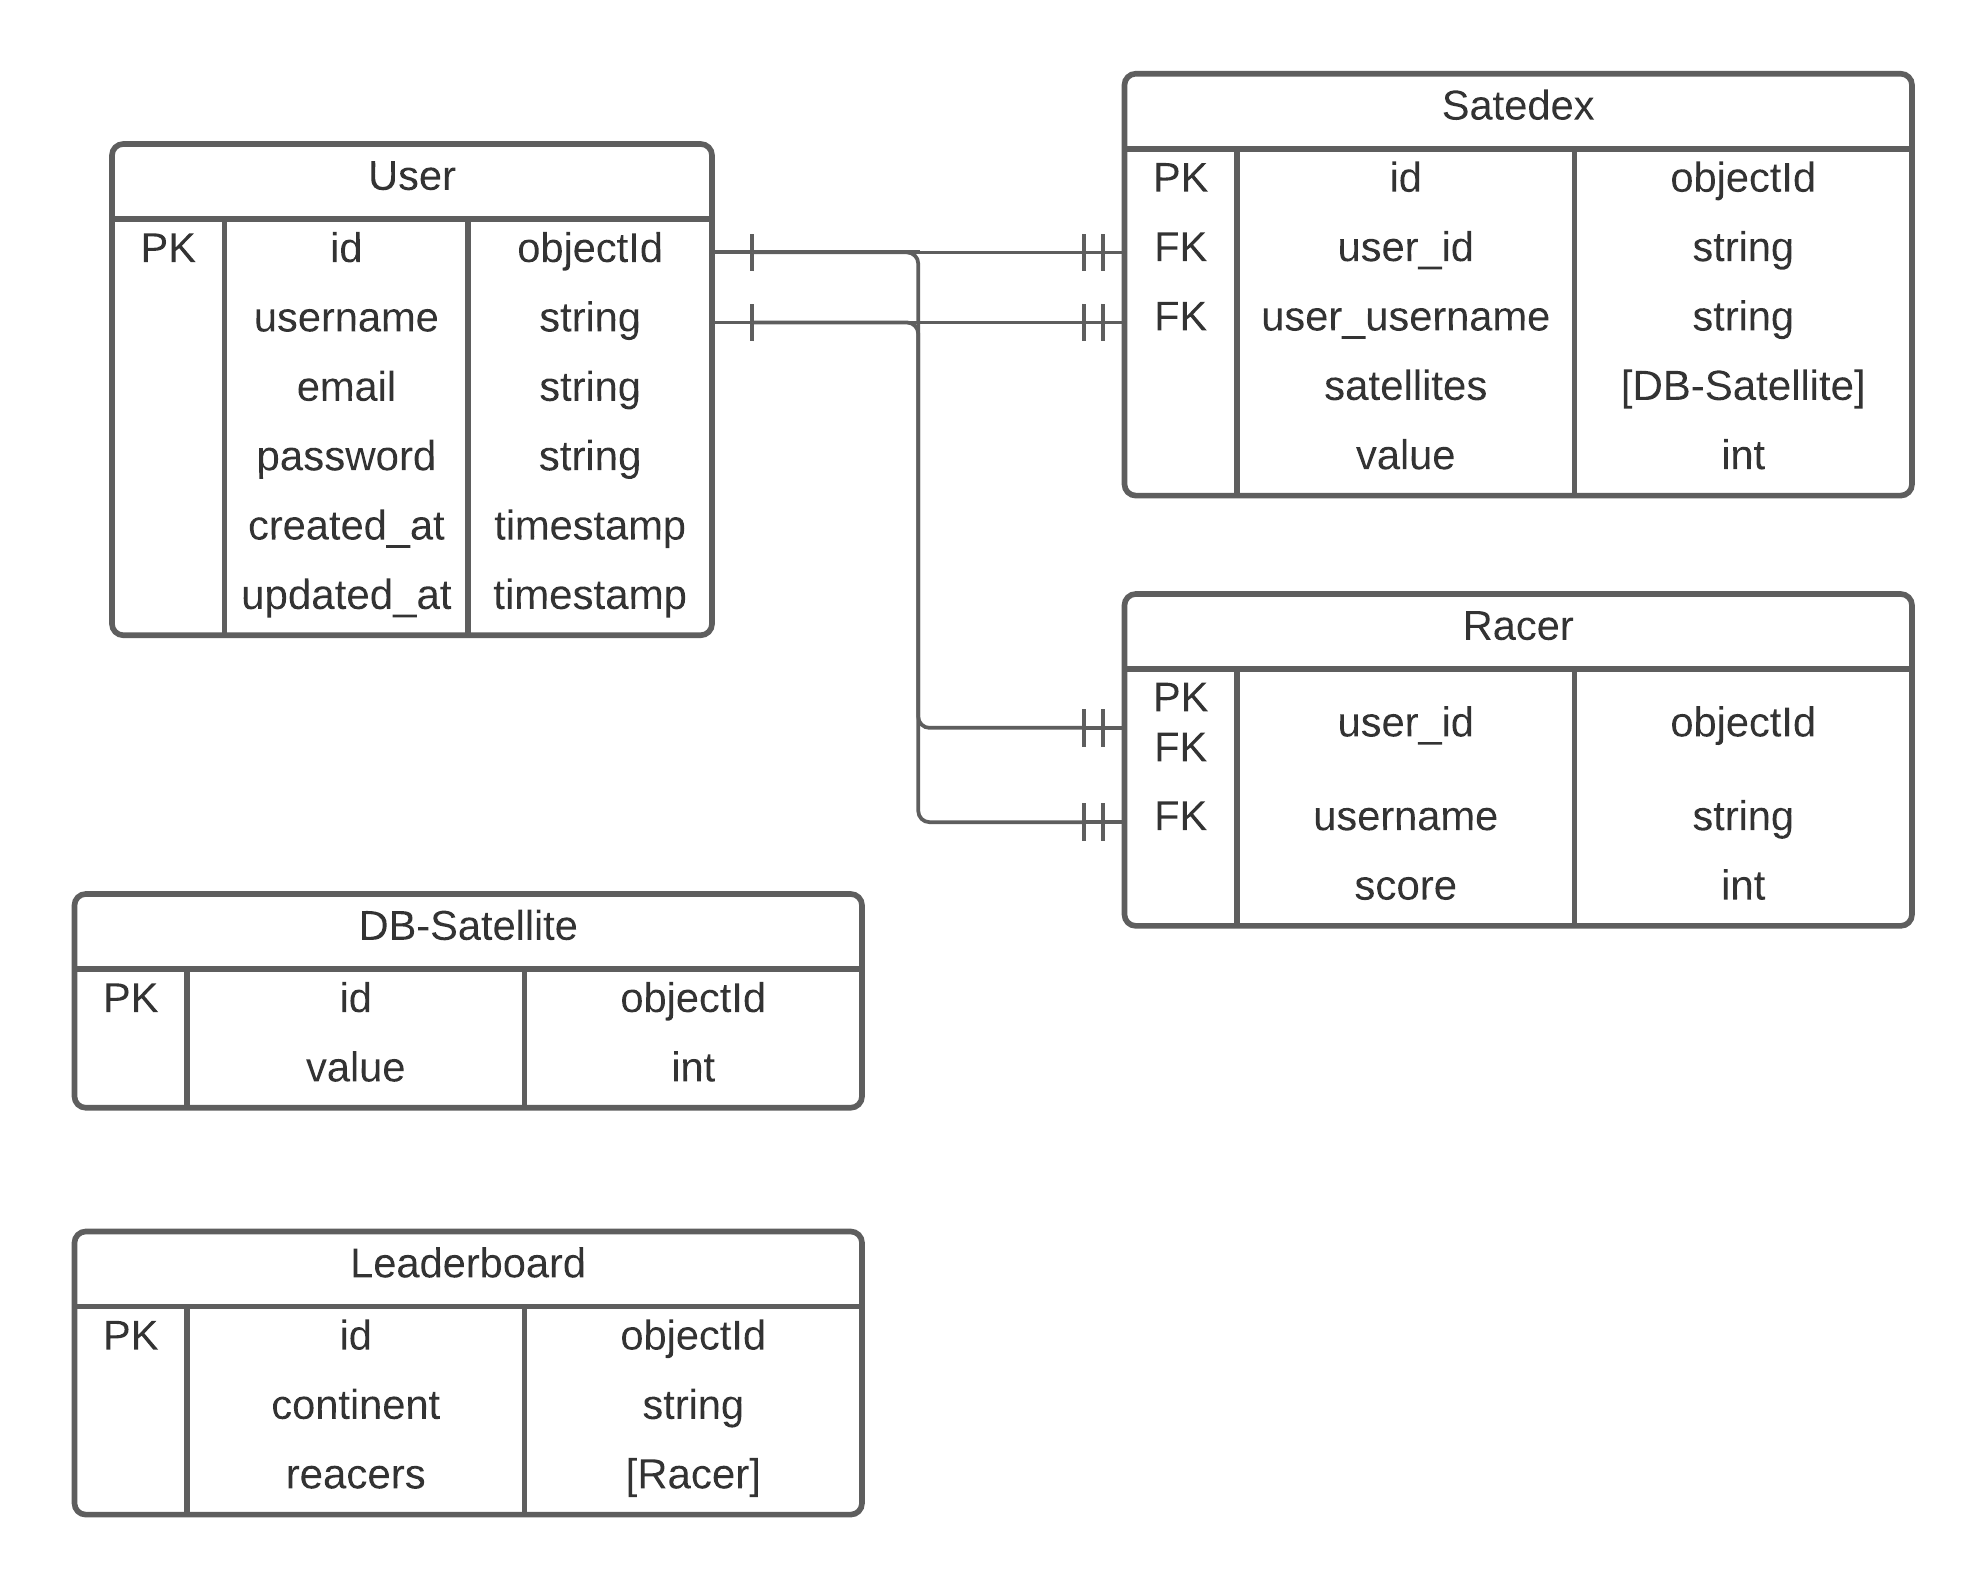 User
PK id objectId
username string
email string
password string
created_at timestamp
updated_at timestamp
Satedex
PK id objectId
FK user_id string
FK user_username string
satellites [DB-Satellite]
value int
Racer
PK
FK user_id objectId
FK username string
score int
DB-Satellite
PK id objectId
value int
Leaderboard
PK id objectId
continent string
reacers [Racer]